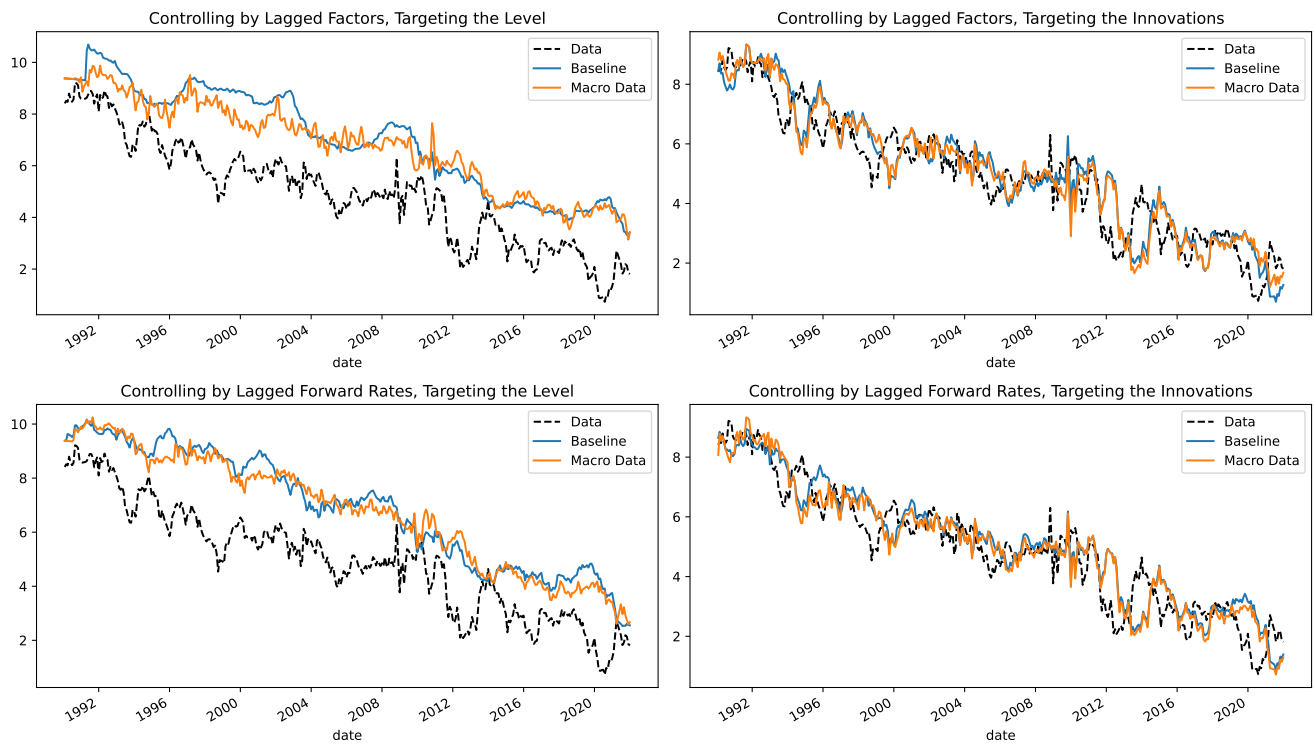 Controlling by Lagged Factors, Targeting the Level
10
8
6
4
2
Data
Baseline
Macro Data
1992
1996
2000
2004
2008
2012
2016
2020
date
Controlling by Lagged Factors, Targeting the Innovations
8
6
4
2
Data
Baseline
Macro Data
1992
1996
2000
2004
2008
2012
2016
2020
date
Controlling by Lagged Forward Rates, Targeting the Level
10
8
6
4
2
Data
Baseline
Macro Data
1992
1996
2000
2004
2008
2012
2016
2020
date
Controlling by Lagged Forward Rates, Targeting the Innovations
8
6
4
2
Data
Baseline
Macro Data
1992
1996
2000
2004
2008
2012
2016
2020
date